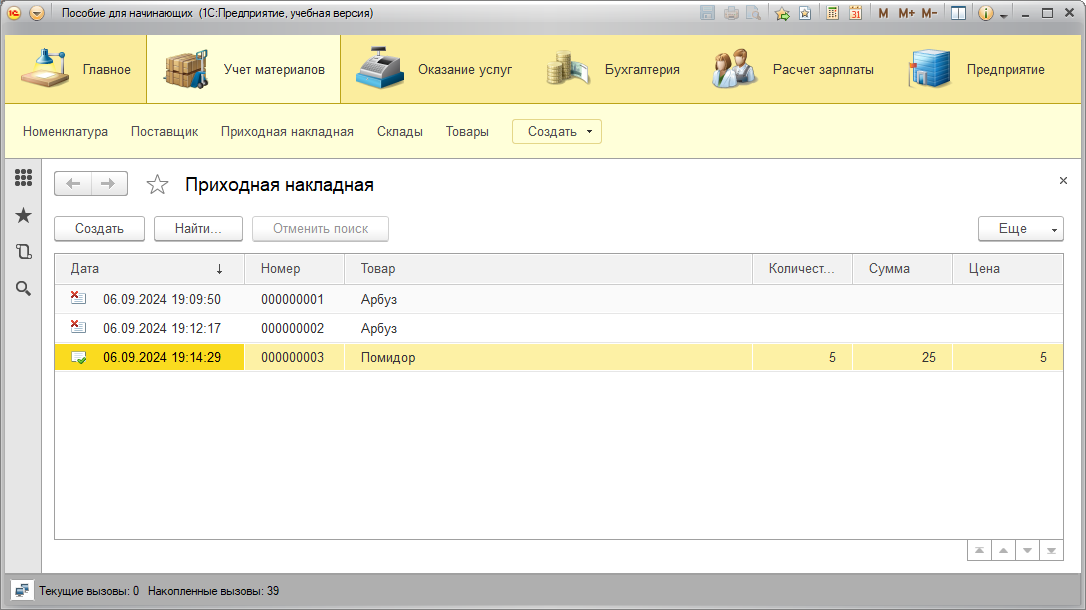 Пособие для начинающих (1С:Предприятие, учебная версия)
31 M M+ M-
Главное Учет материалов Оказание услуг Бухгалтерия Расчет зарплаты Предприятие
Номенклатура Поставщик Приходная накладная Склады Товары Создать
Приходная накладная
Создать Найти... Отменить поиск Еще
Дата Номер Товар Количест... Сумма Цена
06.09.2024 19:09:50 000000001 Арбуз
06.09.2024 19:12:17 000000002 Арбуз
06.09.2024 19:14:29 000000003 Помидор 5 25 5
Текущие вызовы: 0 Накопленные вызовы: 39